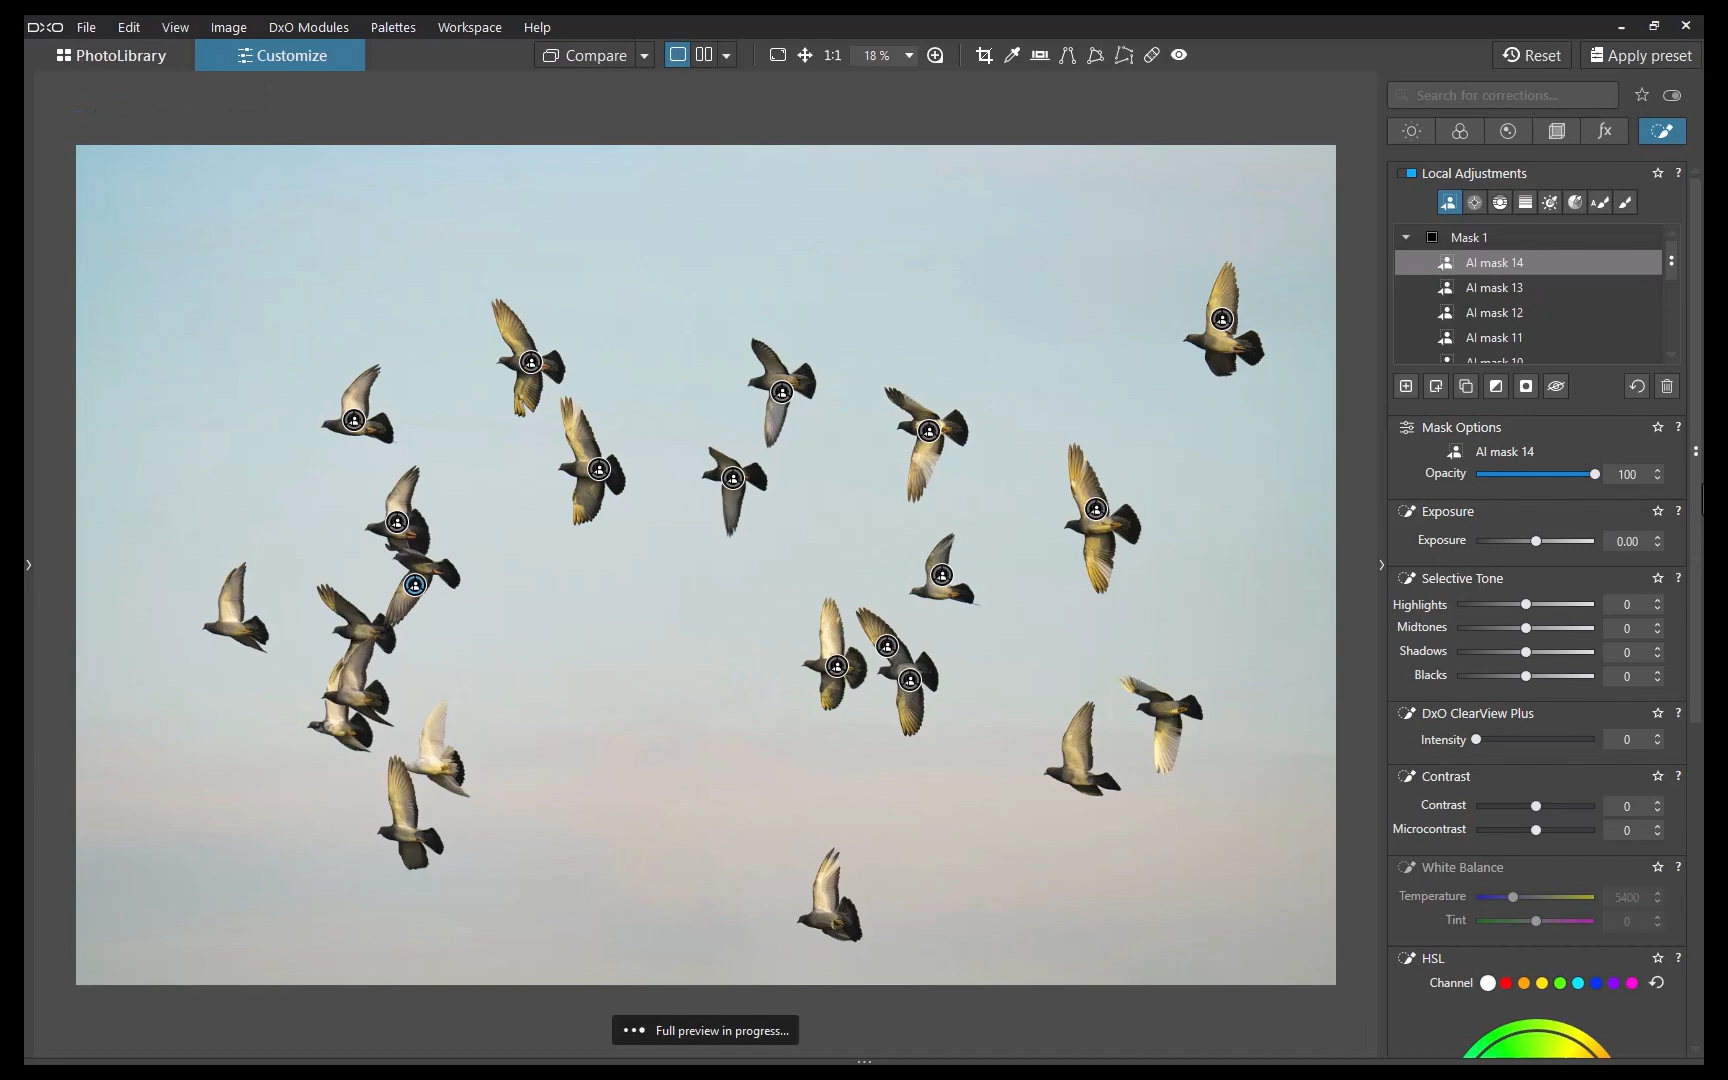 DXO File Edit View Image DxO Modules Palettes Workspace Help
PhotoLibrary Customize Compare 1:1 18 % Reset Apply preset
Search for corrections...
fx
Local Adjustments ?
A
Mask 1
AI mask 14
AI mask 13
AI mask 12
AI mask 11
AI mask 10
Mask Options ?
AI mask 14
Opacity 100
Exposure ?
Exposure 0.00
Selective Tone ?
Highlights 0
Midtones 0
Shadows 0
Blacks 0
DxO ClearView Plus ?
Intensity 0
Contrast ?
Contrast 0
Microcontrast 0
White Balance ?
Temperature 5400
Tint 0
HSL ?
Channel
Full preview in progress...